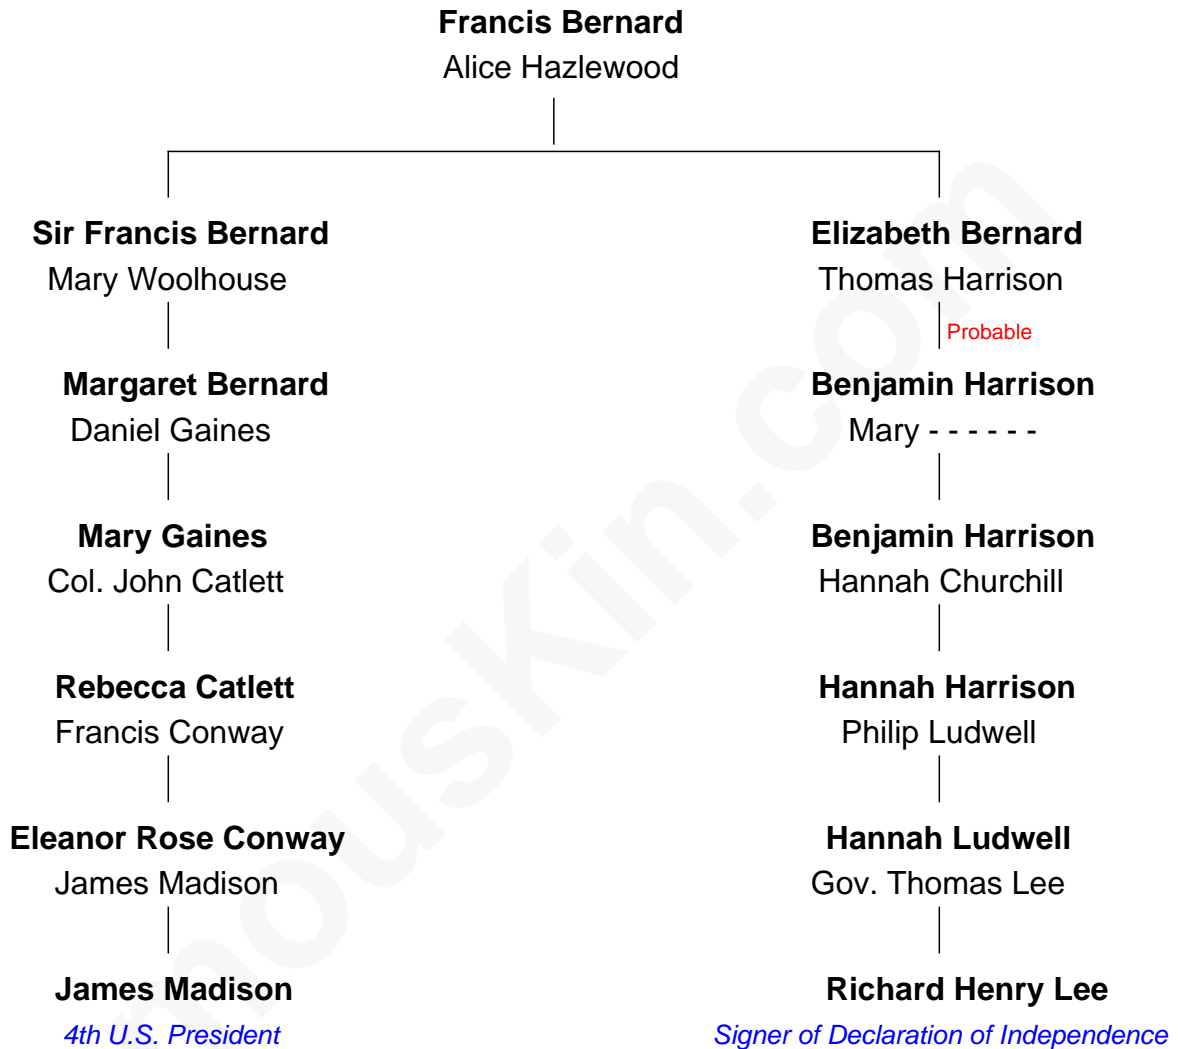 Francis Bernard
Alice Hazlewood
Sir Francis Bernard
Mary Woolhouse
Margaret Bernard
Daniel Gaines
Mary Gaines
Col. John Catlett
Rebecca Catlett
Francis Conway
Eleanor Rose Conway
James Madison
James Madison
4th U.S. President
Elizabeth Bernard
Thomas Harrison
Probable
Benjamin Harrison
Mary - - - - - -
Benjamin Harrison
Hannah Churchill
Hannah Harrison
Philip Ludwell
Hannah Ludwell
Gov. Thomas Lee
Richard Henry Lee
Signer of Declaration of Independence
mousKin.com